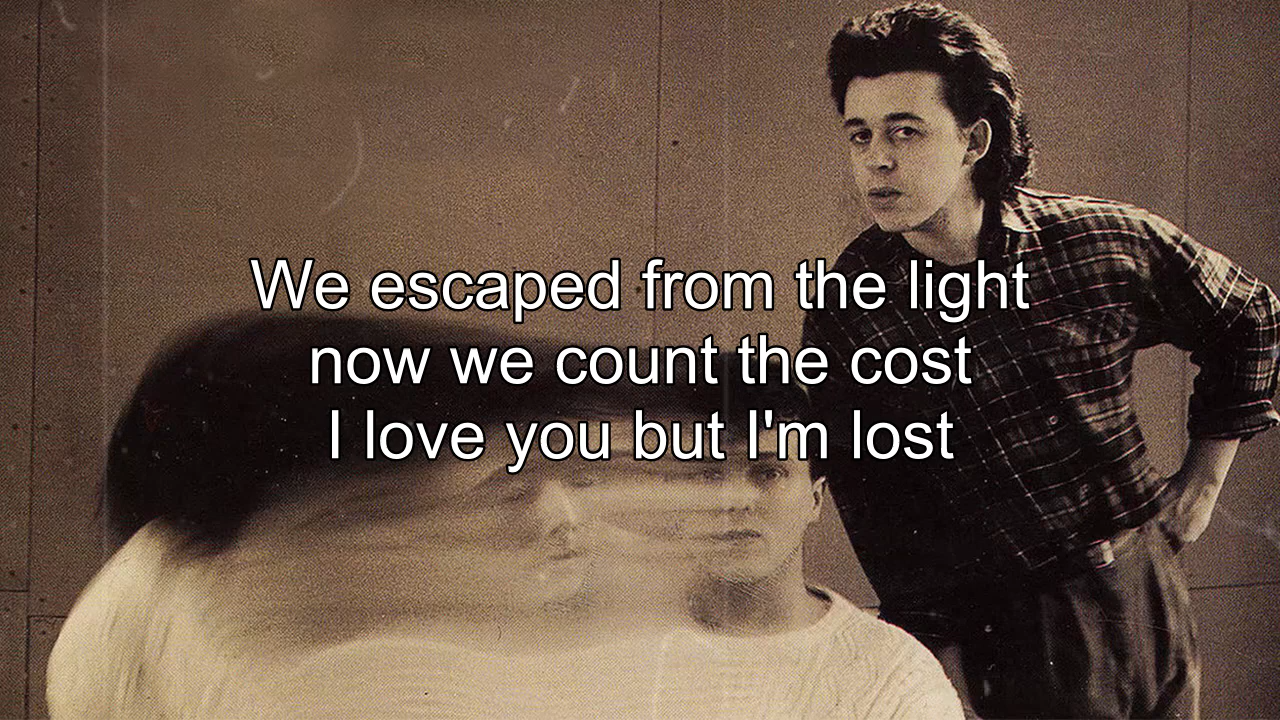 We escaped from the light
now we count the cost
I love you but I'm lost